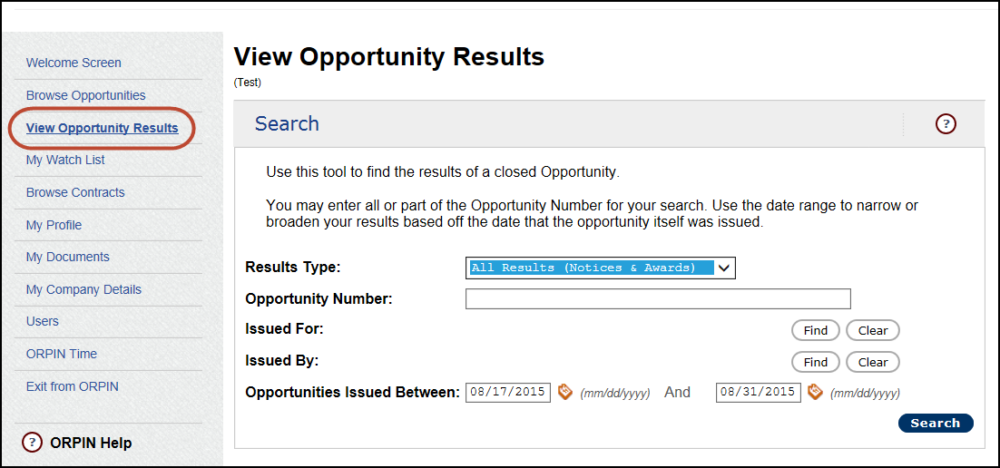 Welcome Screen
Browse Opportunities
View Opportunity Results
My Watch List
Browse Contracts
My Profile
My Documents
My Company Details
Users
ORPIN Time
Exit from ORPIN
? ORPIN Help
View Opportunity Results
(Test)
Search ?
Use this tool to find the results of a closed Opportunity.
You may enter all or part of the Opportunity Number for your search. Use the date range to narrow or
broaden your results based off the date that the opportunity itself was issued.
Results Type: All Results (Notices & Awards)
Opportunity Number:
Issued For: Find Clear
Issued By: Find Clear
Opportunities Issued Between: 08/17/2015 (mm/dd/yyyy) And 08/31/2015 (mm/dd/yyyy)
Search